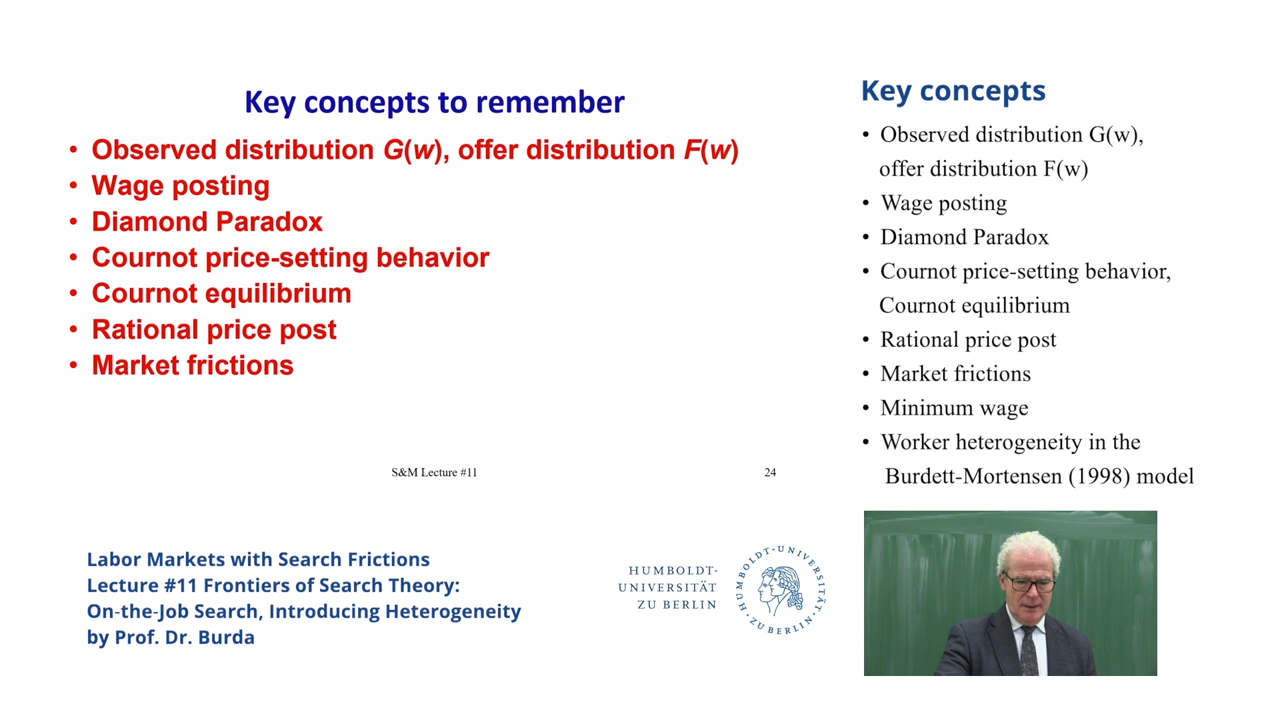 Key concepts to remember
• Observed distribution G(w), offer distribution F(w)
• Wage posting
• Diamond Paradox
• Cournot price-setting behavior
• Cournot equilibrium
• Rational price post
• Market frictions
S&M Lecture #11
24
Key concepts
• Observed distribution G(w),
offer distribution F(w)
• Wage posting
• Diamond Paradox
• Cournot price-setting behavior,
Cournot equilibrium
• Rational price post
• Market frictions
• Minimum wage
• Worker heterogeneity in the
Burdett-Mortensen (1998) model
Labor Markets with Search Frictions
Lecture #11 Frontiers of Search Theory:
On-the-Job Search, Introducing Heterogeneity
by Prof. Dr. Burda
HUMBOLDT-
UNIVERSITÄT
ZU BERLIN
HUMBOLDT-UNIVERSITÄT
ZU BERLIN